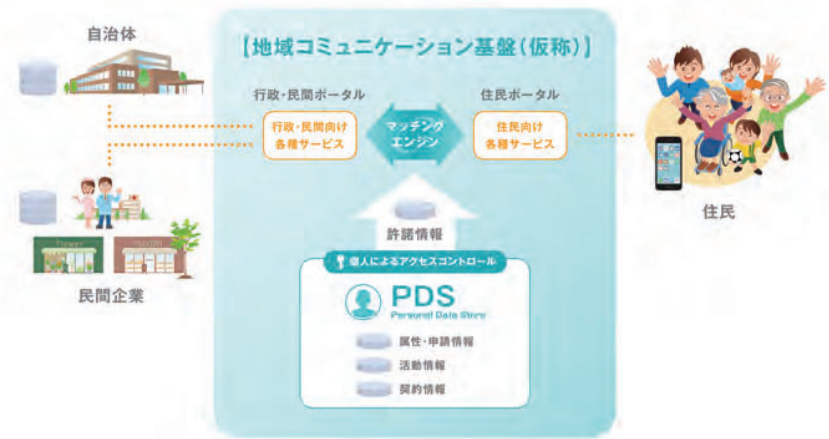 自治体
【地域コミュニケーション基盤(仮称)】
行政・民間ポータル
住民ポータル
行政・民間向け
各種サービス
マッチング
エンジン
住民向け
各種サービス
住民
許諾情報
個人によるアクセスコントロール
PDS
Personal Data Store
属性・申請情報
活動情報
契約情報
民間企業